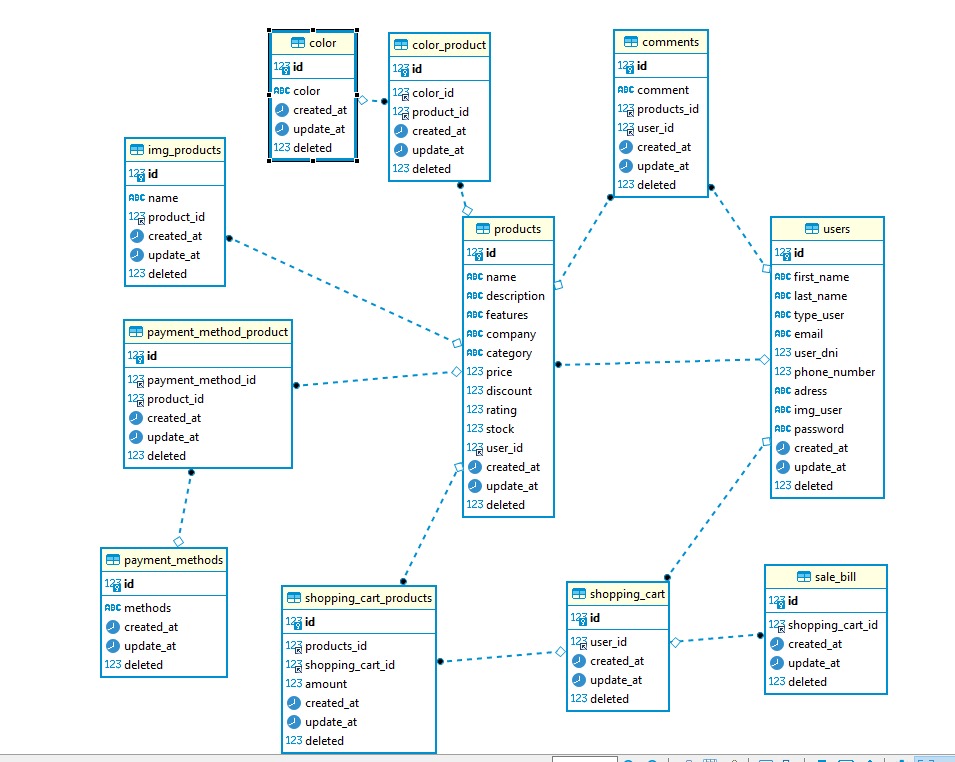 color
123 id
ABC color
created_at
update_at
123 deleted
color_product
123 id
123 color_id
123 product_id
created_at
update_at
123 deleted
comments
123 id
ABC comment
123 products_id
123 user_id
created_at
update_at
123 deleted
img_products
123 id
ABC name
123 product_id
created_at
update_at
123 deleted
products
123 id
ABC name
ABC description
ABC features
ABC company
ABC category
123 price
123 discount
123 rating
123 stock
123 user_id
created_at
update_at
123 deleted
users
123 id
ABC first_name
ABC last_name
ABC type_user
ABC email
123 user_dni
123 phone_number
ABC adress
ABC img_user
ABC password
created_at
update_at
123 deleted
payment_method_product
123 id
123 payment_method_id
123 product_id
created_at
update_at
123 deleted
payment_methods
123 id
ABC methods
created_at
update_at
123 deleted
shopping_cart_products
123 id
123 products_id
123 shopping_cart_id
123 amount
created_at
update_at
123 deleted
shopping_cart
123 id
123 user_id
created_at
update_at
123 deleted
sale_bill
123 id
123 shopping_cart_id
created_at
update_at
123 deleted